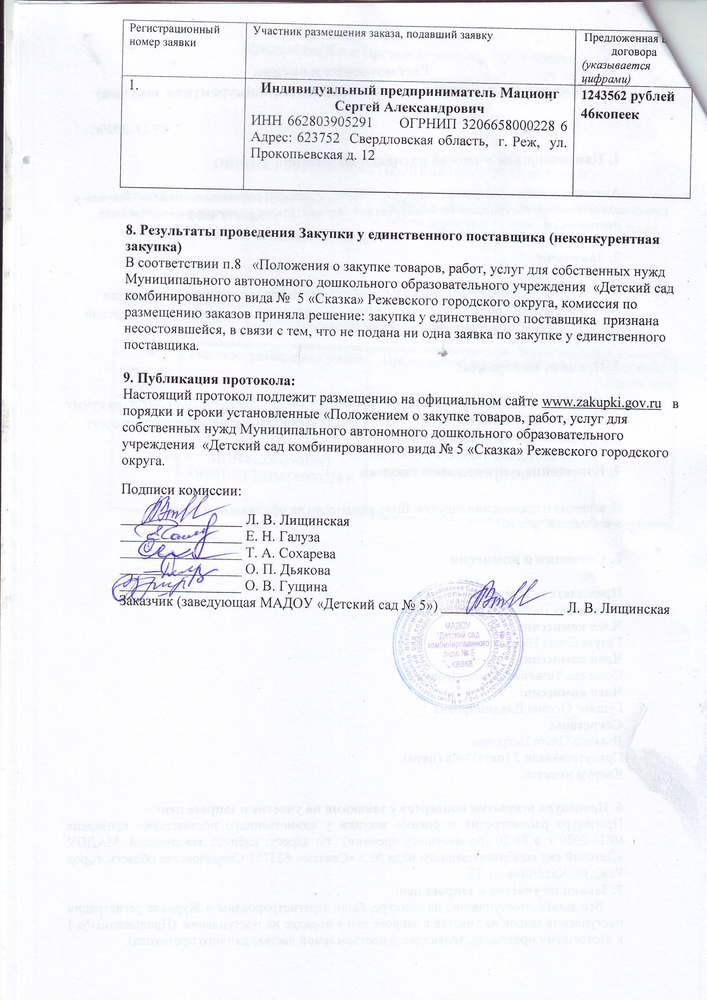 Регистрационный
номер заявки
Участник размещения заказа, подавший заявку
Предложенная
договора
(указывается
цифрами)
1.
Индивидуальный предприниматель Мационг
Сергей Александрович
ИНН 662803905291 ОГРНИП 3206658000228 6
Адрес: 623752 Свердловская область, г. Реж, ул.
Прокопьевская д. 12
1243562 рублей
46копеек
8. Результаты проведения Закупки у единственного поставщика (неконкурентная
закупка)
В соответствии п.8 «Положения о закупке товаров, работ, услуг для собственных нужд
Муниципального автономного дошкольного образовательного учреждения «Детский сад
комбинированного вида № 5 «Сказка» Режевского городского округа, комиссия по
размещению заказов приняла решение: закупка у единственного поставщика признана
несостоявшейся, в связи с тем, что не подана ни одна заявка по закупке у единственного
поставщика.
9. Публикация протокола:
Настоящий протокол подлежит размещению на официальном сайте www.zakupki.gov.ru в
порядки и сроки установленные «Положением о закупке товаров, работ, услуг для
собственных нужд Муниципального автономного дошкольного образовательного
учреждения «Детский сад комбинированного вида № 5 «Сказка» Режевского городского
округа.
Подписи комиссии:
Л. В. Лищинская
Е. Н. Галуза
Т. А. Сохарева
О. П. Дьякова
О. В. Гущина
Заказчик (заведующая МАДОУ «Детский сад № 5») Л. В. Лищинская
МАДОУ
"Детский сад
комбинированного
вида № 5
"Сказка"